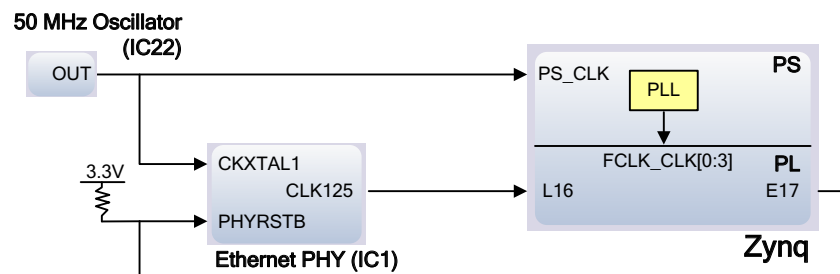 50 MHz Oscillator
(IC22)
OUT
PS_CLK
PS
PLL
FCLK_CLK[0:3]
PL
L16
E17
Zynq
3.3V
CKXTAL1
CLK125
PHYRSTB
Ethernet PHY (IC1)